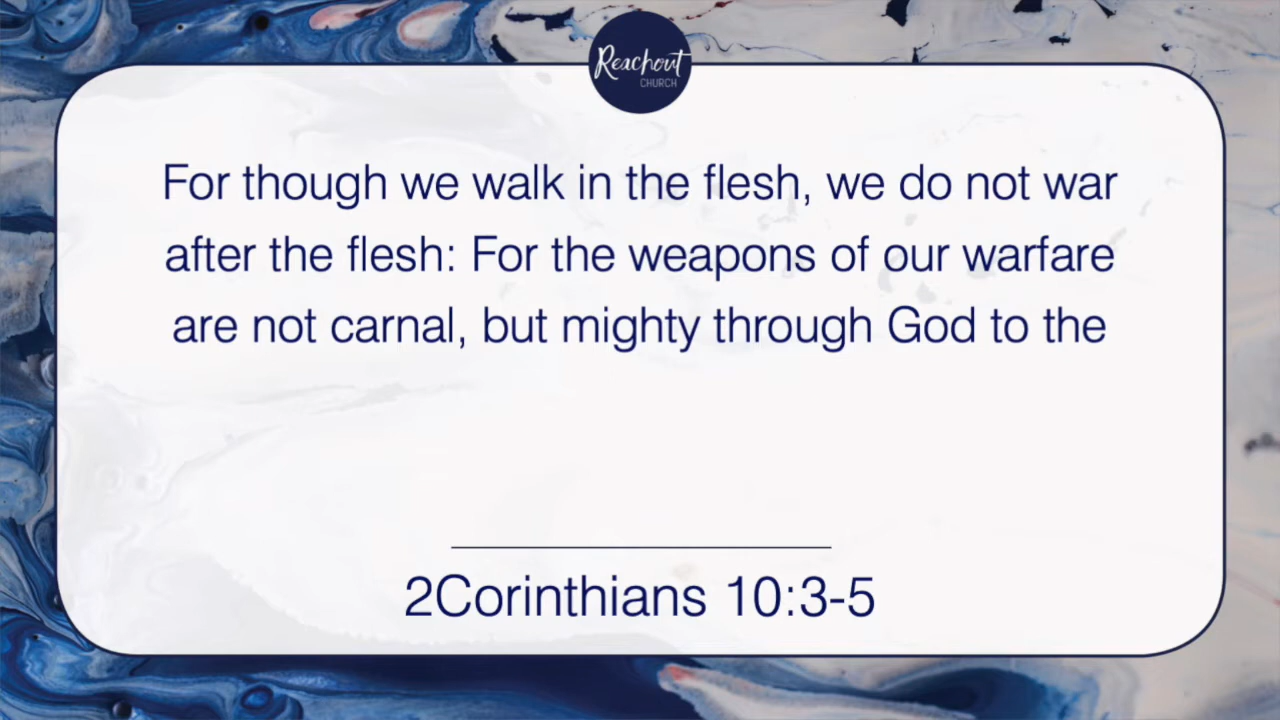 Reachout
CHURCH
For though we walk in the flesh, we do not war
after the flesh: For the weapons of our warfare
are not carnal, but mighty through God to the
2Corinthians 10:3-5